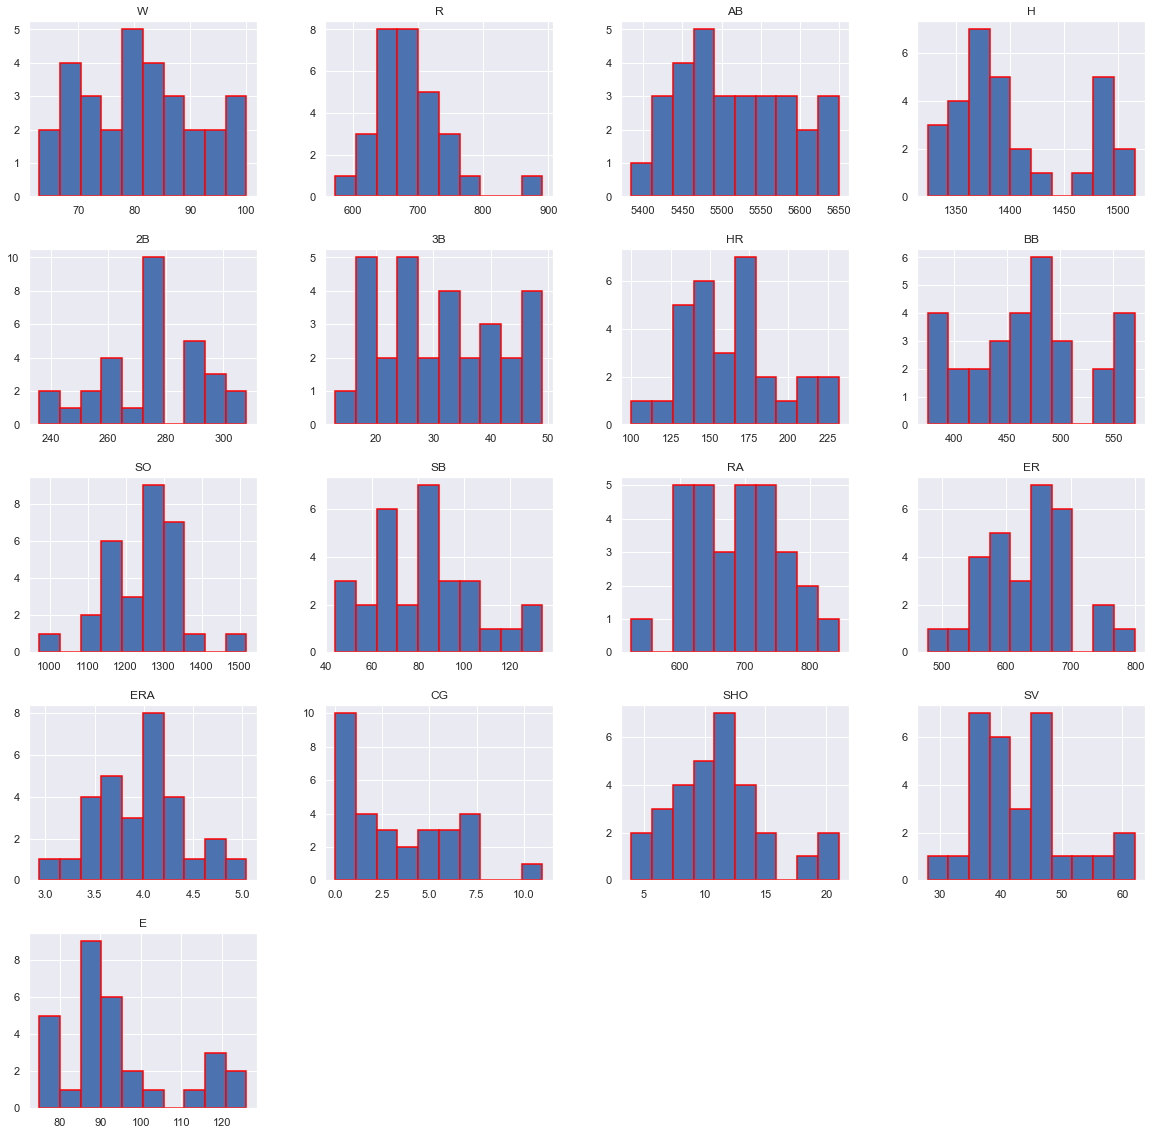 W
5
4
3
2
1
0
70 80 90 100
R
8
6
4
2
0
600 700 800 900
AB
5
4
3
2
1
0
5400 5450 5500 5550 5600 5650
H
6
4
2
0
1350 1400 1450 1500
2B
10
8
6
4
2
0
240 260 280 300
3B
5
4
3
2
1
0
20 30 40 50
HR
6
4
2
0
100 125 150 175 200 225
BB
6
5
4
3
2
1
0
400 450 500 550
SO
8
6
4
2
0
1000 1100 1200 1300 1400 1500
SB
6
4
2
0
40 60 80 100 120
RA
5
4
3
2
1
0
600 700 800
ER
6
4
2
0
500 600 700 800
ERA
8
6
4
2
0
3.0 3.5 4.0 4.5 5.0
CG
10
8
6
4
2
0
0.0 2.5 5.0 7.5 10.0
SHO
6
4
2
0
5 10 15 20
SV
6
4
2
0
30 40 50 60
E
8
6
4
2
0
80 90 100 110 120